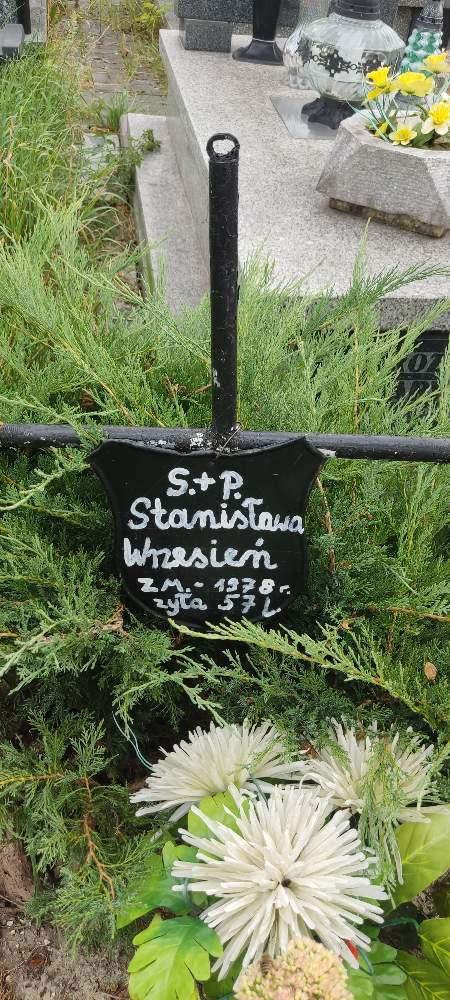 S.+P.
Stanisława
Wrzesień
ZM. - 1978 r.
żyła 57 L